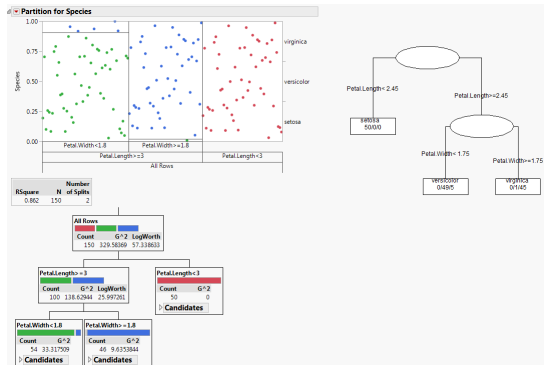 Partition for Species
1.00
0.75
0.50
0.25
0.00
Species
virginica
versicolor
setosa
Petal.Width<1.8
Petal.Width>=1.8
Petal.Length>=3
Petal.Length<3
All Rows
Number
RSquare N of Splits
0.862 150 2
All Rows
Count G^2 LogWorth
150 329.58369 57.338633
Petal.Length>=3
Count G^2 LogWorth
100 138.62944 25.997261
Petal.Length<3
Count G^2
50 0
Candidates
Petal.Width<1.8
Count G^2
54 33.317509
Candidates
Petal.Width>=1.8
Count G^2
46 9.6353844
Candidates
Petal.Length< 2.45
Petal.Length>=2.45
setosa
50/0/0
Petal.Width< 1.75
Petal.Width>=1.75
versicolor
0/49/5
virginica
0/1/45